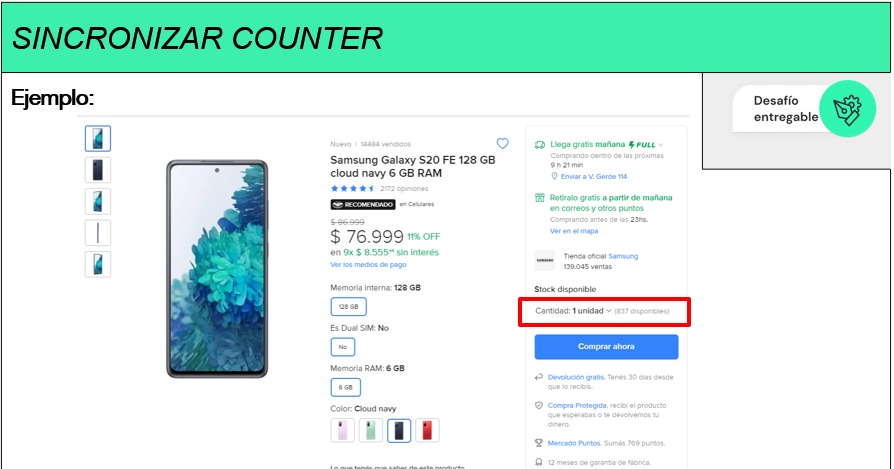 SINCRONIZAR COUNTER
Ejemplo:
Desafío
entregable
Nuevo | 14484 vendidos
Samsung Galaxy S20 FE 128 GB
cloud navy 6 GB RAM
2172 opiniones
RECOMENDADO en Celulares
$ 86.999
$ 76.999 11% OFF
en 9x $ 8.555⁴⁴ sin interés
Ver los medios de pago
Memoria interna: 128 GB
128 GB
Es Dual SIM: No
No
Memoria RAM: 6 GB
6 GB
Color: Cloud navy
Lo que tenés que saber de este producto
Llega gratis mañana FULL
Comprando dentro de las próximas
9 h 21 min
Enviar a V. Gerde 114
Retiralo gratis a partir de mañana
en correos y otros puntos
Comprando antes de las 23hs.
Ver en el mapa
SAMSUNG
Tienda oficial Samsung
139.045 ventas
Stock disponible
Cantidad: 1 unidad (837 disponibles)
Comprar ahora
Devolución gratis. Tenés 30 días desde
que lo recibís.
Compra Protegida, recibí el producto
que esperabas o te devolvemos tu
dinero.
Mercado Puntos. Sumás 769 puntos.
12 meses de garantía de fábrica.